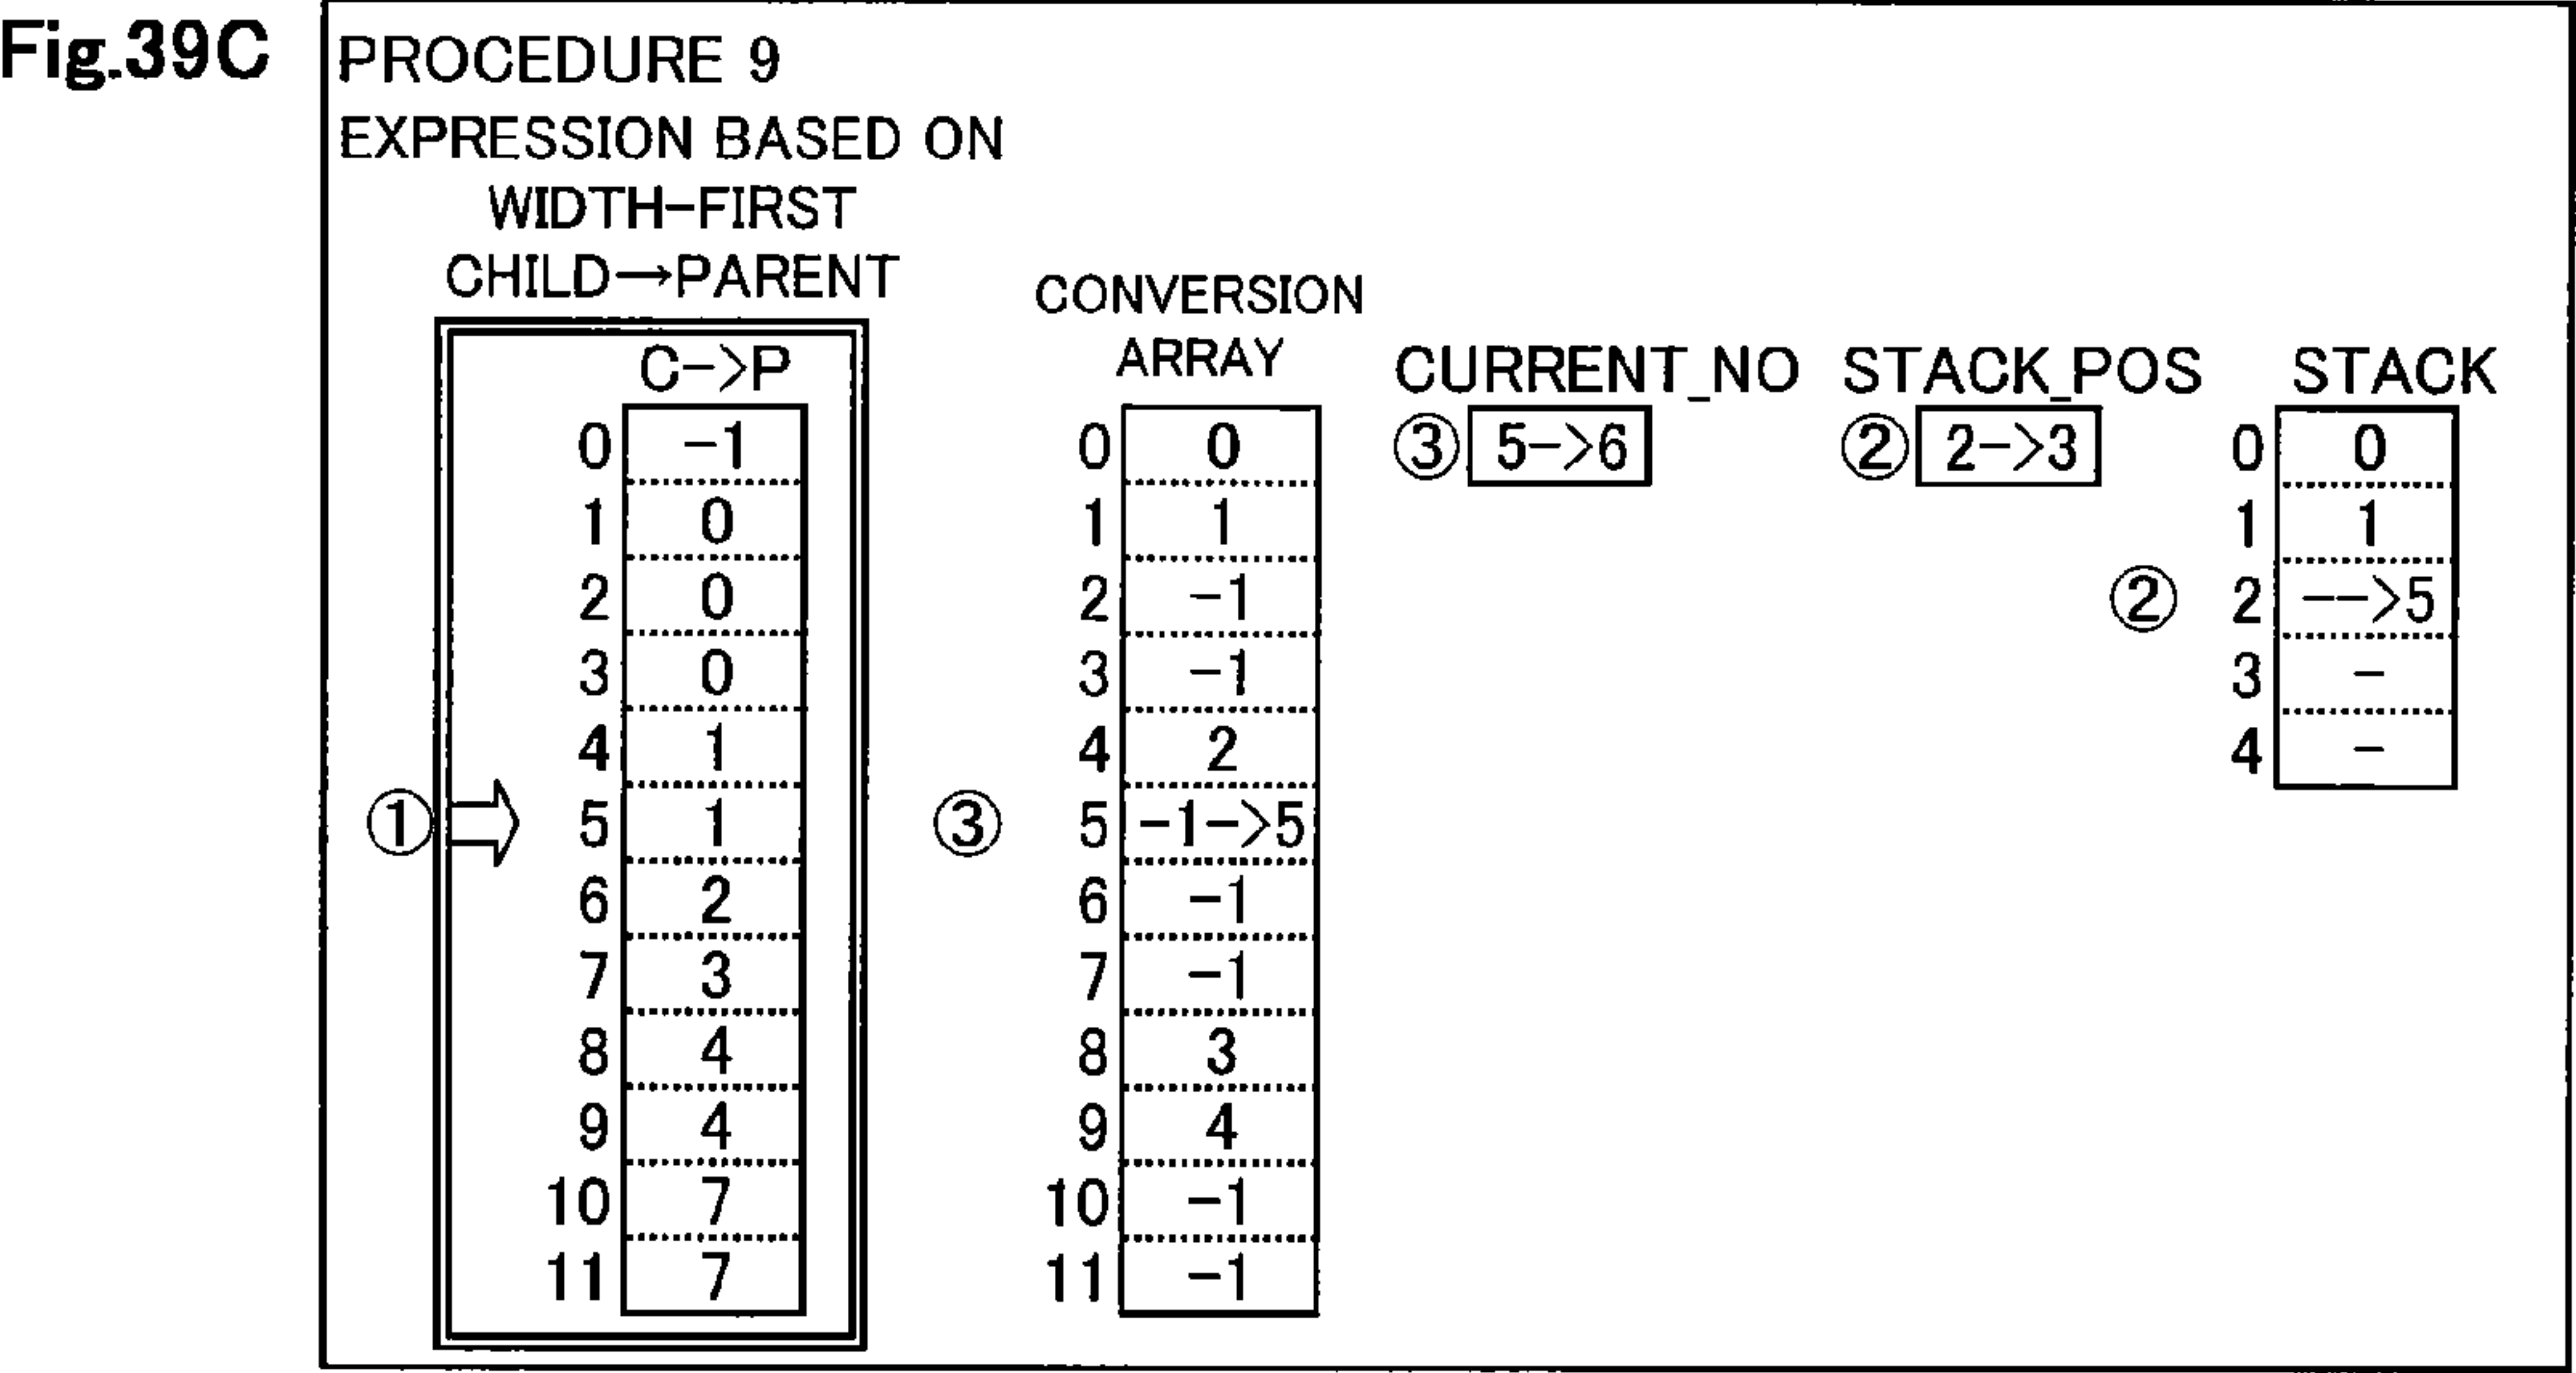 Fig.39C
PROCEDURE 9
EXPRESSION BASED ON
WIDTH-FIRST
CHILD→PARENT
CONVERSION
ARRAY
C->P
CURRENT_NO STACK_POS STACK
0 -1 0 0 ③ 5->6 ② 2->3 0 0
1 0 1 1 1 1
2 0 2 -1 ② 2 -->5
3 0 3 -1 3 -
4 1 4 2 4 -
① 5 1 ③ 5 -1->5
6 2 6 -1
7 3 7 -1
8 4 8 3
9 4 9 4
10 7 10 -1
11 7 11 -1